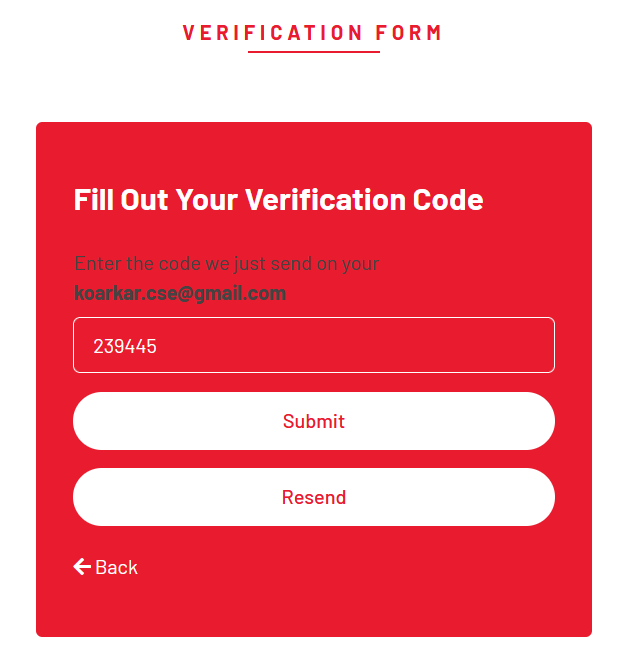 VERIFICATION FORM
Fill Out Your Verification Code
Enter the code we just send on your
koarkar.cse@gmail.com
239445
Submit
Resend
Back